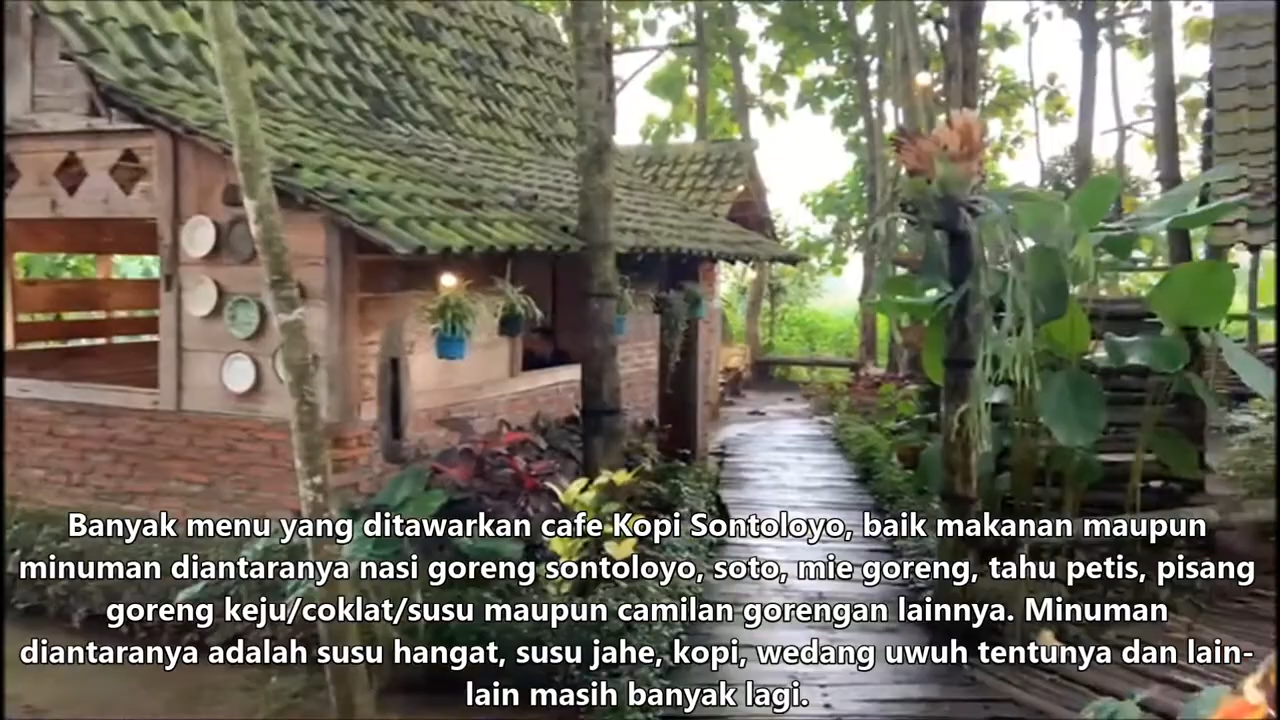 Banyak menu yang ditawarkan cafe Kopi Sontoloyo, baik makanan maupun
minuman diantaranya nasi goreng sontoloyo, soto, mie goreng, tahu petis, pisang
goreng keju/coklat/susu maupun camilan gorengan lainnya. Minuman
diantaranya adalah susu hangat, susu jahe, kopi, wedang uwuh tentunya dan lain-
lain masih banyak lagi.